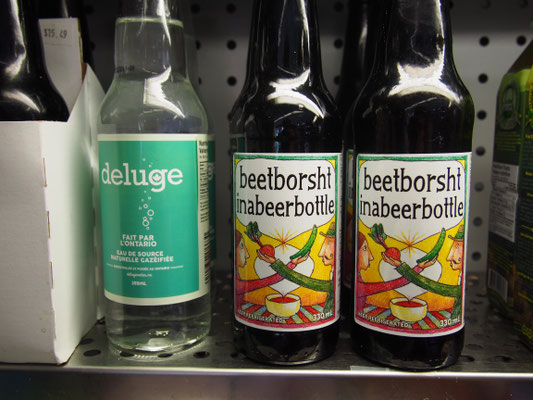 $15.49
deluge
FAIT PAR
L'ONTARIO
EAU DE SOURCE
NATURELLE GAZÉIFIÉE
beetborsht
inabeerbottle
330 mL
beetborsht
inabeerbottle
330 mL